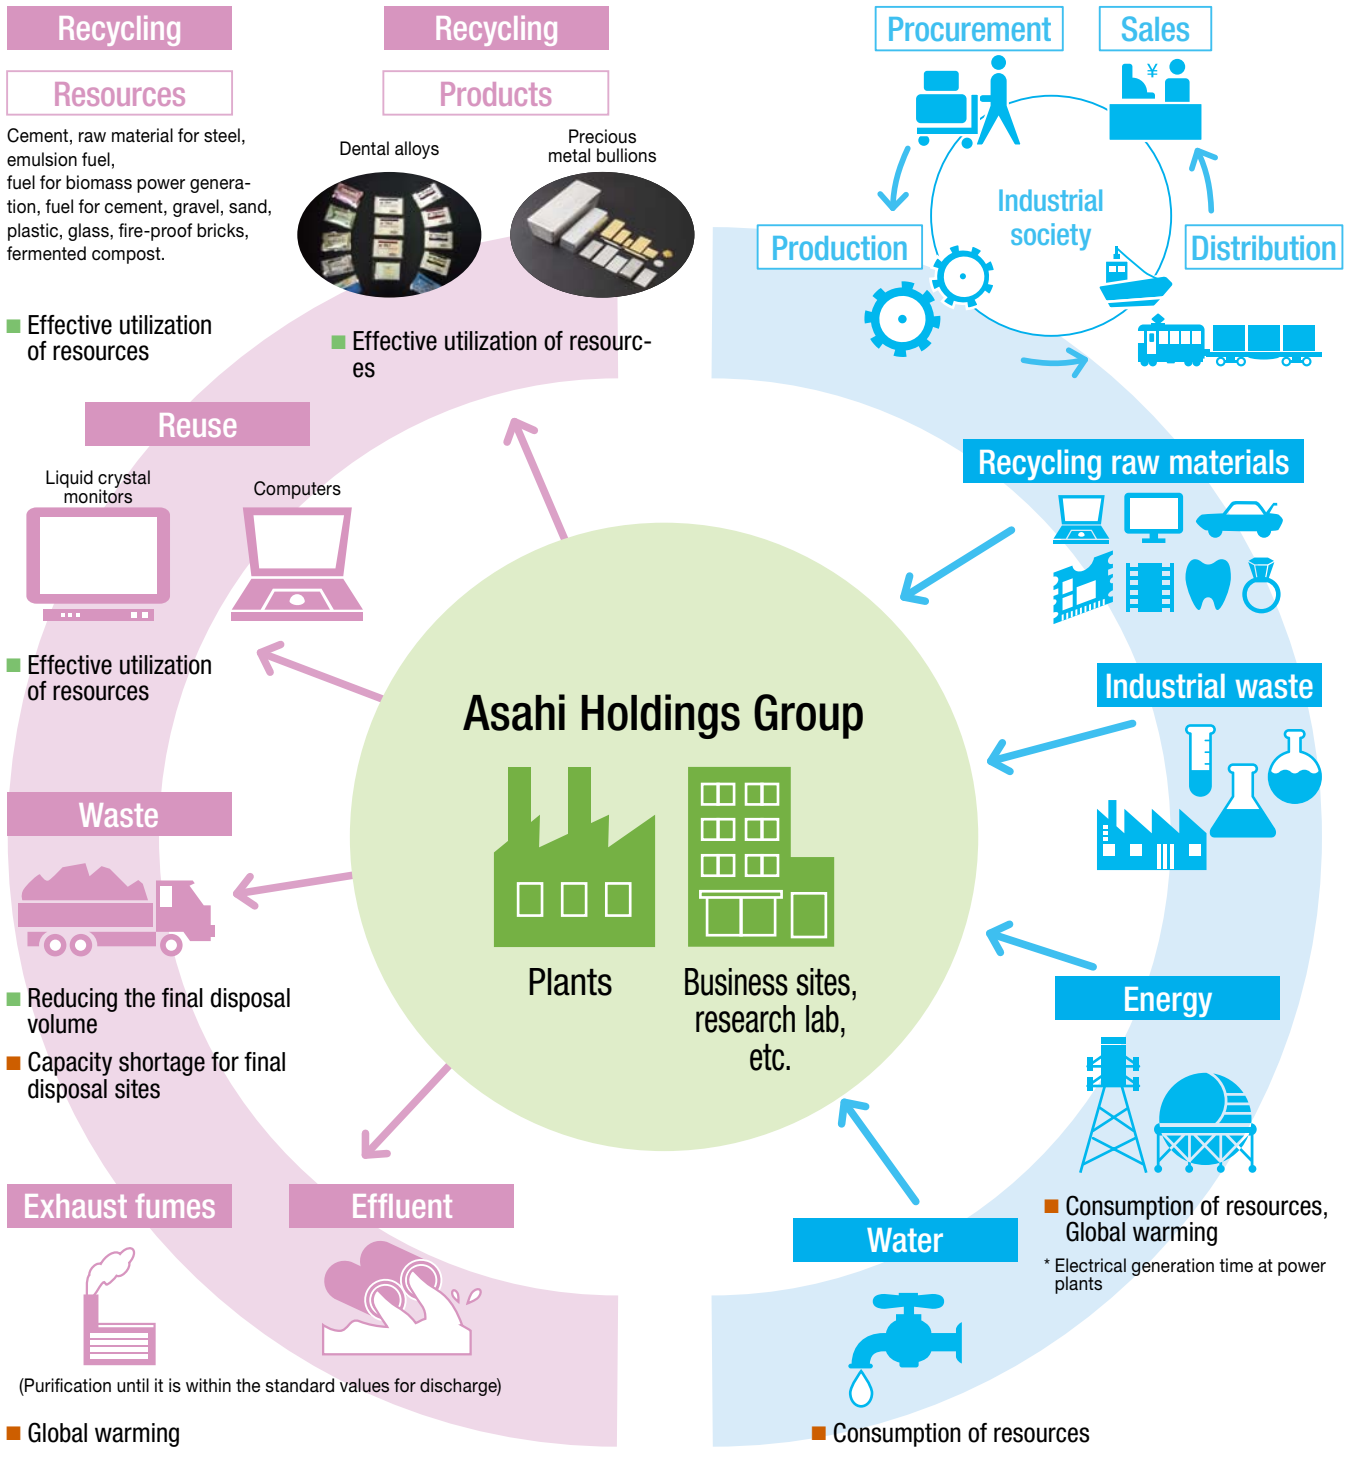 Recycling
Resources
Cement, raw material for steel,
emulsion fuel,
fuel for biomass power genera-
tion, fuel for cement, gravel, sand,
plastic, glass, fire-proof bricks,
fermented compost.
Effective utilization
of resources
Recycling
Products
Dental alloys
Precious
metal bullions
Effective utilization of resourc-
es
Reuse
Liquid crystal
monitors
Computers
Effective utilization
of resources
Waste
Reducing the final disposal
volume
Capacity shortage for final
disposal sites
Exhaust fumes
Effluent
(Purification until it is within the standard values for discharge)
Global warming
Asahi Holdings Group
Plants
Business sites,
research lab,
etc.
Procurement
Sales
¥
Industrial
society
Production
Distribution
Recycling raw materials
Industrial waste
Energy
Consumption of resources,
Global warming
* Electrical generation time at power
plants
Water
Consumption of resources